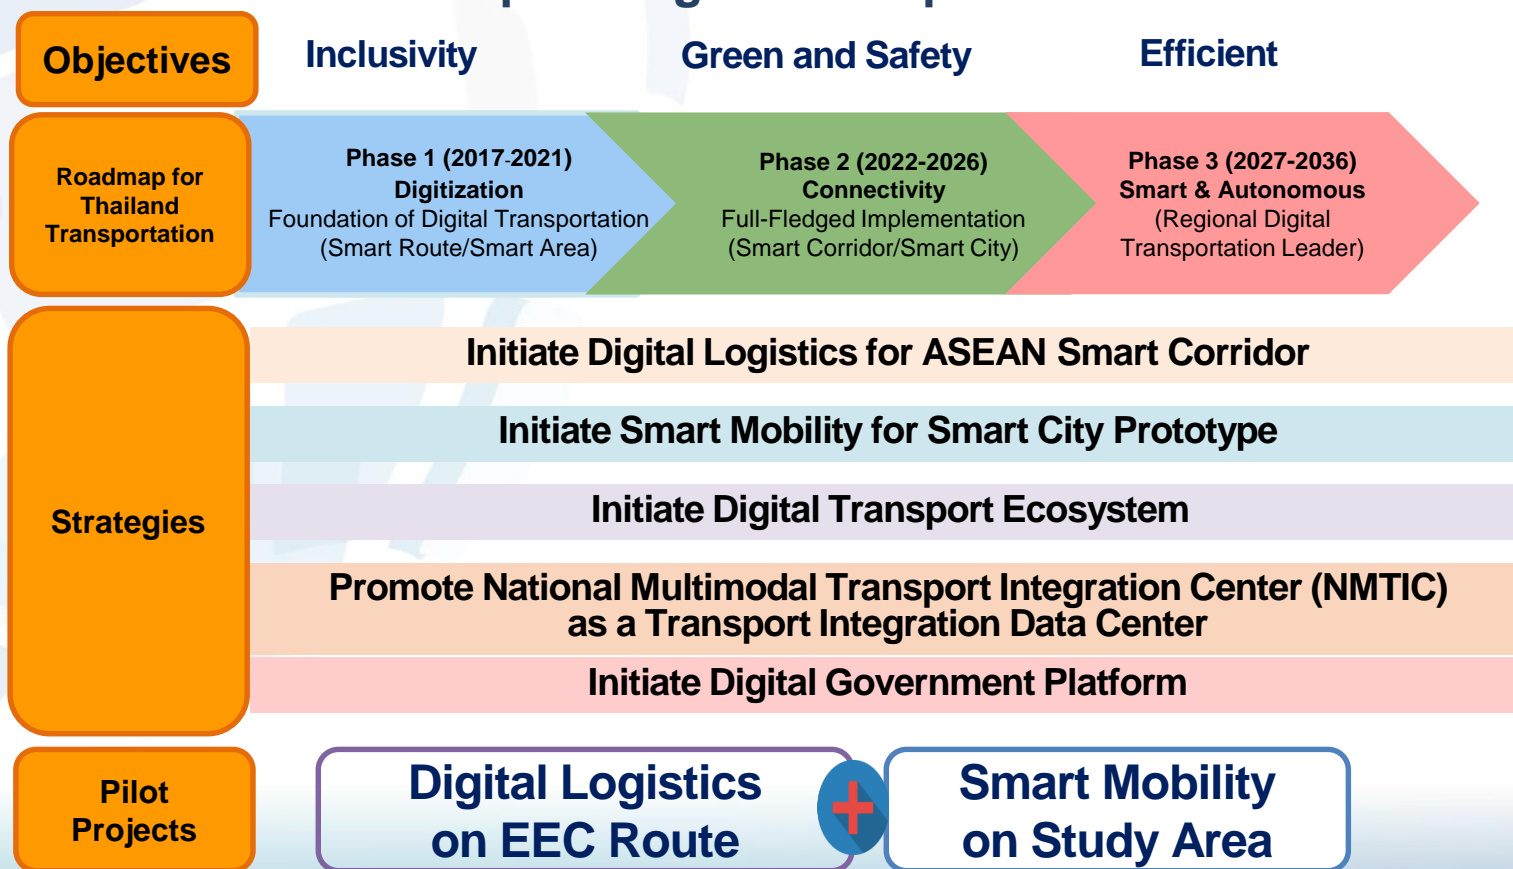 Objectives
Inclusivity
Green and Safety
Efficient
Roadmap for
Thailand
Transportation
Phase 1 (2017-2021)
Digitization
Foundation of Digital Transportation
(Smart Route/Smart Area)
Phase 2 (2022-2026)
Connectivity
Full-Fledged Implementation
(Smart Corridor/Smart City)
Phase 3 (2027-2036)
Smart & Autonomous
(Regional Digital
Transportation Leader)
Strategies
Initiate Digital Logistics for ASEAN Smart Corridor
Initiate Smart Mobility for Smart City Prototype
Initiate Digital Transport Ecosystem
Promote National Multimodal Transport Integration Center (NMTIC)
as a Transport Integration Data Center
Initiate Digital Government Platform
Pilot
Projects
Digital Logistics
on EEC Route
Smart Mobility
on Study Area